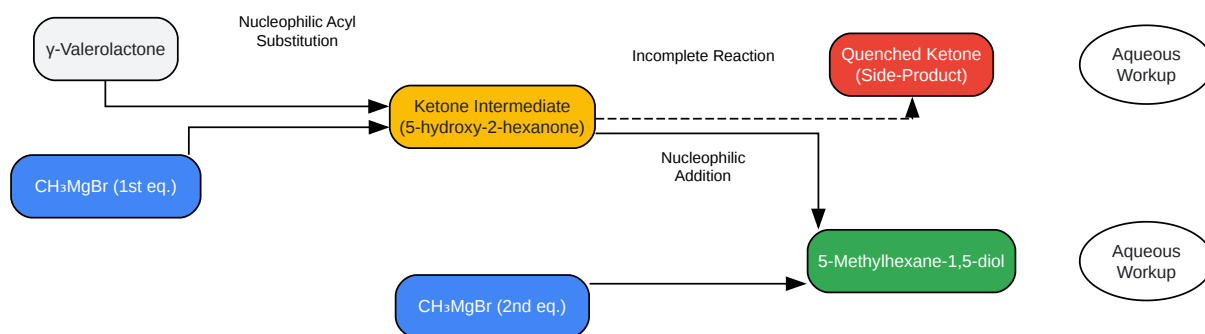 Nucleophilic Acyl
Substitution
γ-Valerolactone
Incomplete Reaction
Quenched Ketone
(Side-Product)
Aqueous
Workup
Ketone Intermediate
(5-hydroxy-2-hexanone)
CH₃MgBr (1st eq.)
Nucleophilic
Addition
5-Methylhexane-1,5-diol
Aqueous
Workup
CH₃MgBr (2nd eq.)